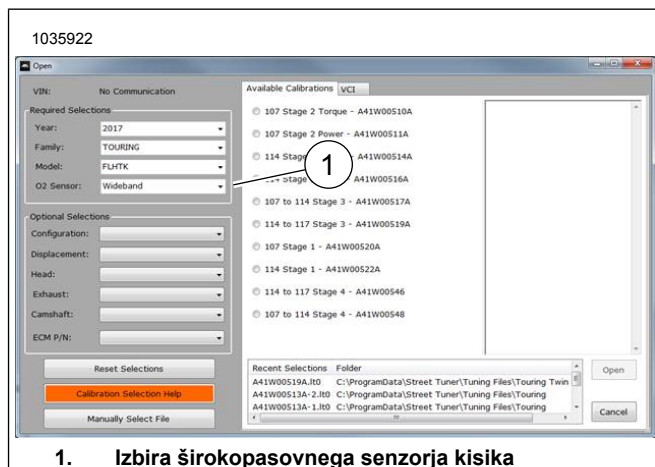 1035922
Open
VIN: No Communication
Required Selections
Year: 2017
Family: TOURING
Model: FLHTK
O2 Sensor: Wideband
Optional Selections
Configuration:
Displacement:
Head:
Exhaust:
Camshaft:
ECM P/N:
Reset Selections
Calibration Selection Help
Manually Select File
Available Calibrations VCI
107 Stage 2 Torque - A41W00510A
107 Stage 2 Power - A41W00511A
114 Stage - A41W00514A
Stage - A41W00516A
107 to 114 Stage 3 - A41W00517A
114 to 117 Stage 3 - A41W00519A
107 Stage 1 - A41W00520A
114 Stage 1 - A41W00522A
114 to 117 Stage 4 - A41W00546
107 to 114 Stage 4 - A41W00548
1
Recent Selections Folder
A41W00519A.lt0 C:\ProgramData\Street Tuner\Tuning Files\Touring Twin
A41W00513A-2.lt0 C:\ProgramData\Street Tuner\Tuning Files\Touring
A41W00513A-1.lt0 C:\ProgramData\Street Tuner\Tuning Files\Touring
Open
Cancel
1. Izbira širokopasovnega senzorja kisika